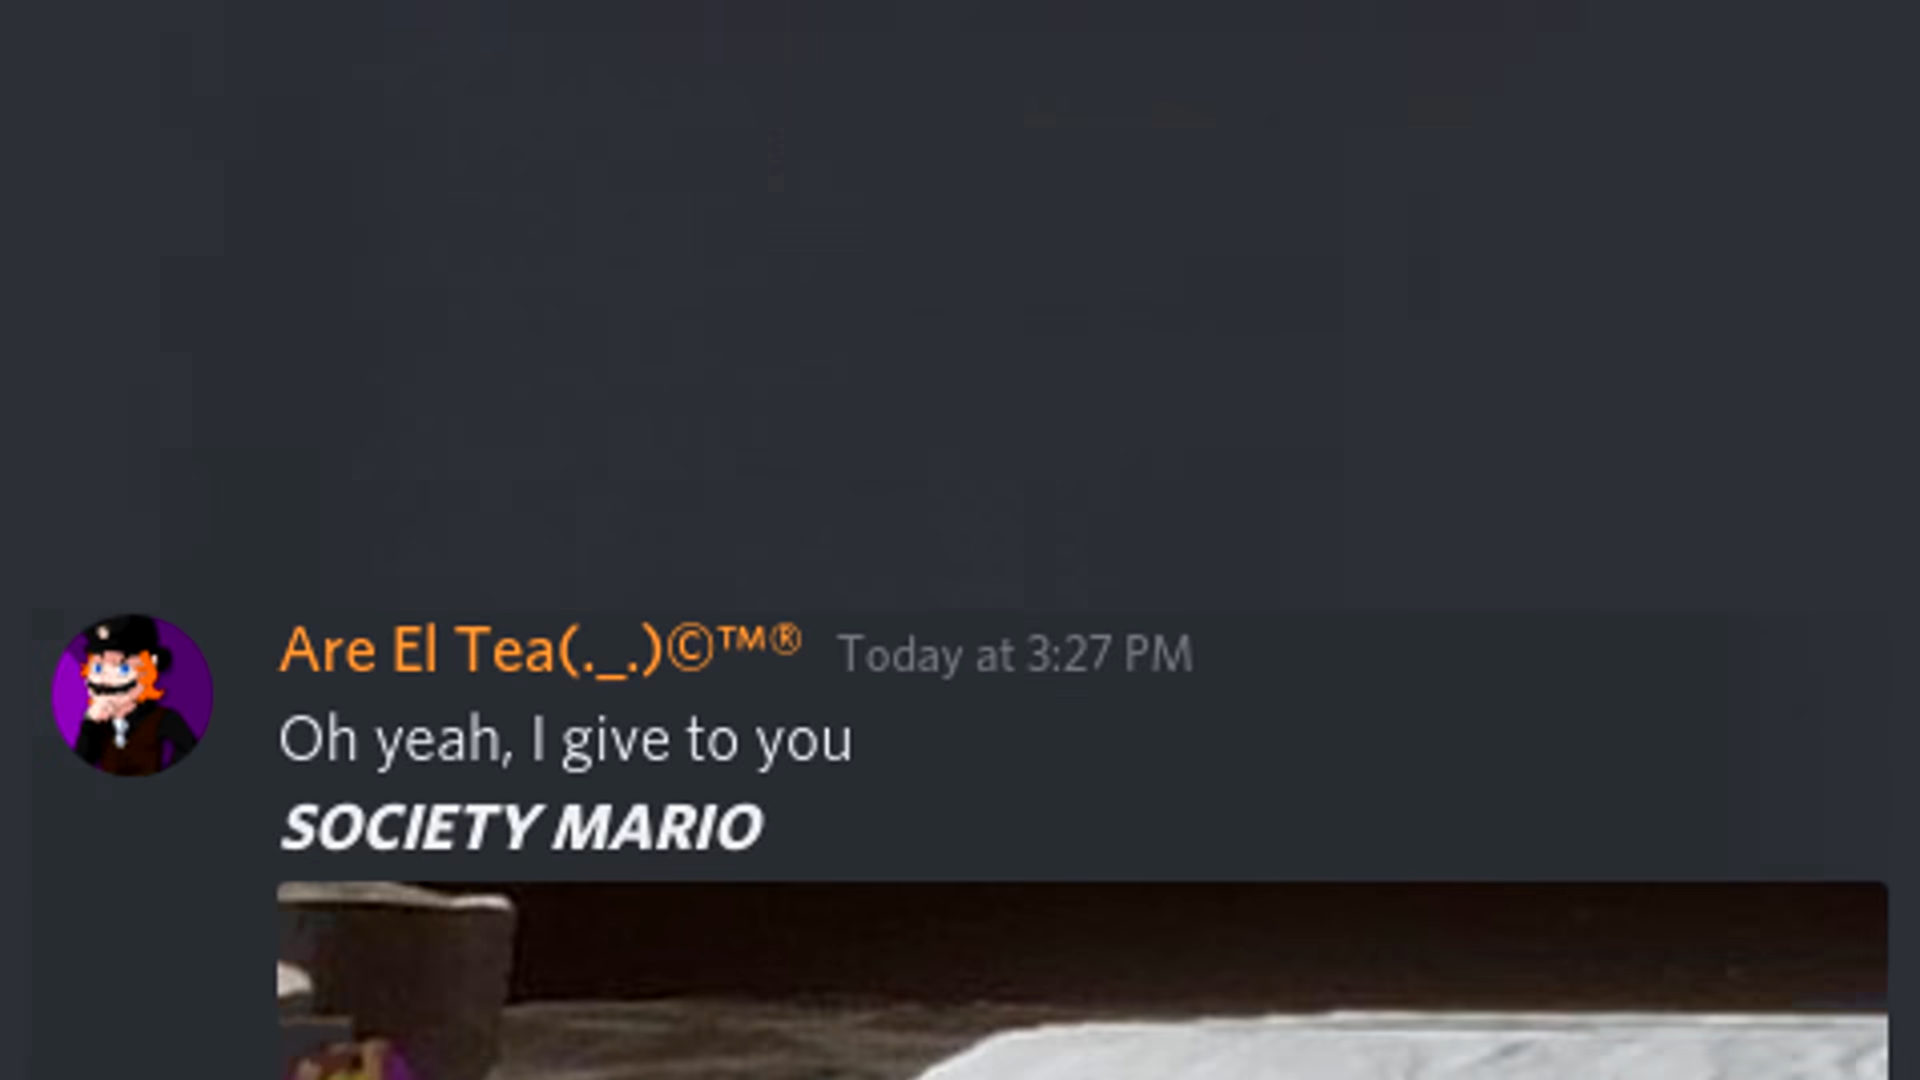 Are El Tea(._.)©™® Today at 3:27 PM
Oh yeah, I give to you
SOCIETY MARIO